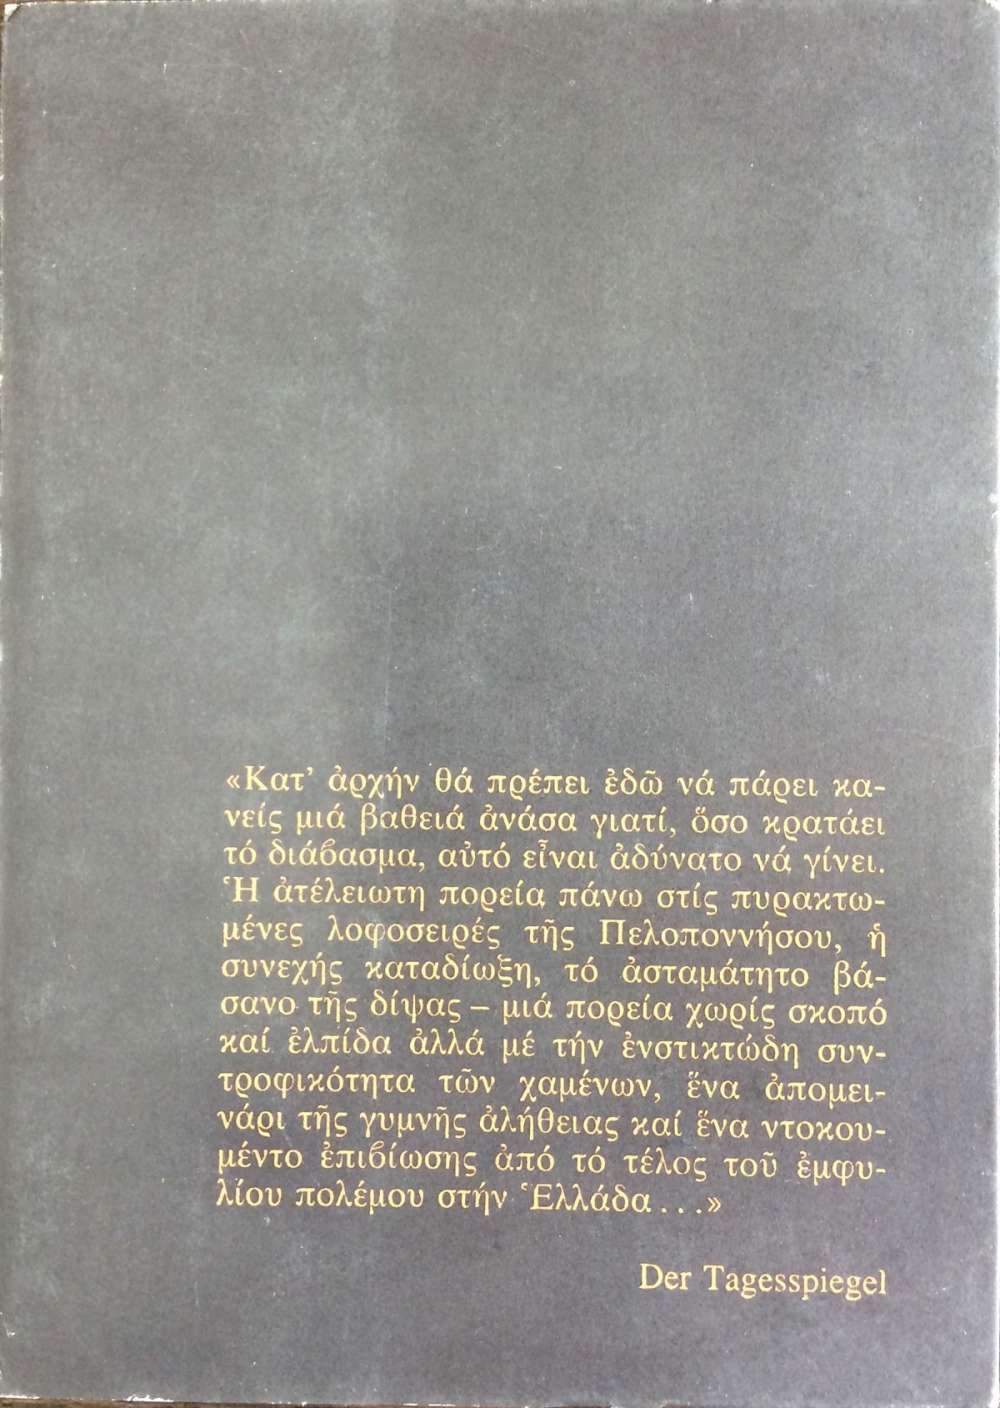 «Κατ’ ἀρχήν θά πρέπει ἐδῶ νά πάρει κα-
νείς μιά βαθειά ἀνάσα γιατί, ὅσο κρατάει
τό διάβασμα, αὐτό εἶναι ἀδύνατο νά γίνει.
Ἡ ἀτέλειωτη πορεία πάνω στίς πυρακτω-
μένες λοφοσειρές τῆς Πελοποννήσου, ἡ
συνεχής καταδίωξη, τό ἀσταμάτητο βά-
σανο τῆς δίψας – μιά πορεία χωρίς σκοπό
καί ἐλπίδα ἀλλά μέ τήν ἐνστικτώδη συν-
τροφικότητα τῶν χαμένων, ἕνα ἀπομει-
νάρι τῆς γυμνῆς ἀλήθειας καί ἕνα ντοκου-
μέντο ἐπιβίωσης ἀπό τό τέλος τοῦ ἐμφυ-
λίου πολέμου στήν Ἑλλάδα...»
Der Tagesspiegel